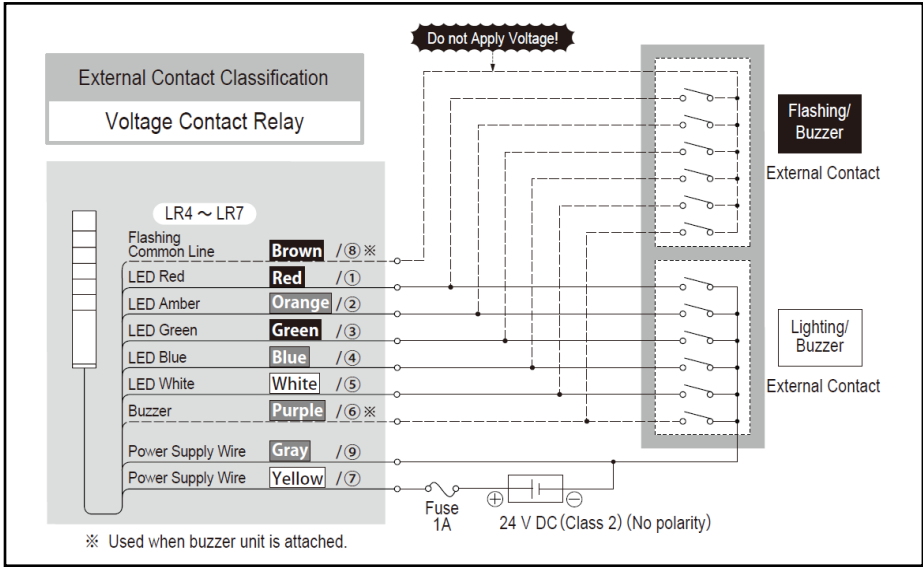 Do not Apply Voltage!
External Contact Classification
Voltage Contact Relay
Flashing/
Buzzer
External Contact
LR4 ～ LR7
Flashing
Common Line Brown /⑧ ※
LED Red Red /①
LED Amber Orange /②
LED Green Green /③
LED Blue Blue /④
LED White White /⑤
Buzzer Purple /⑥ ※
Power Supply Wire Gray /⑨
Power Supply Wire Yellow /⑦
Lighting/
Buzzer
External Contact
Fuse
1A
⊕ ⊖
24 V DC (Class 2) (No polarity)
※ Used when buzzer unit is attached.